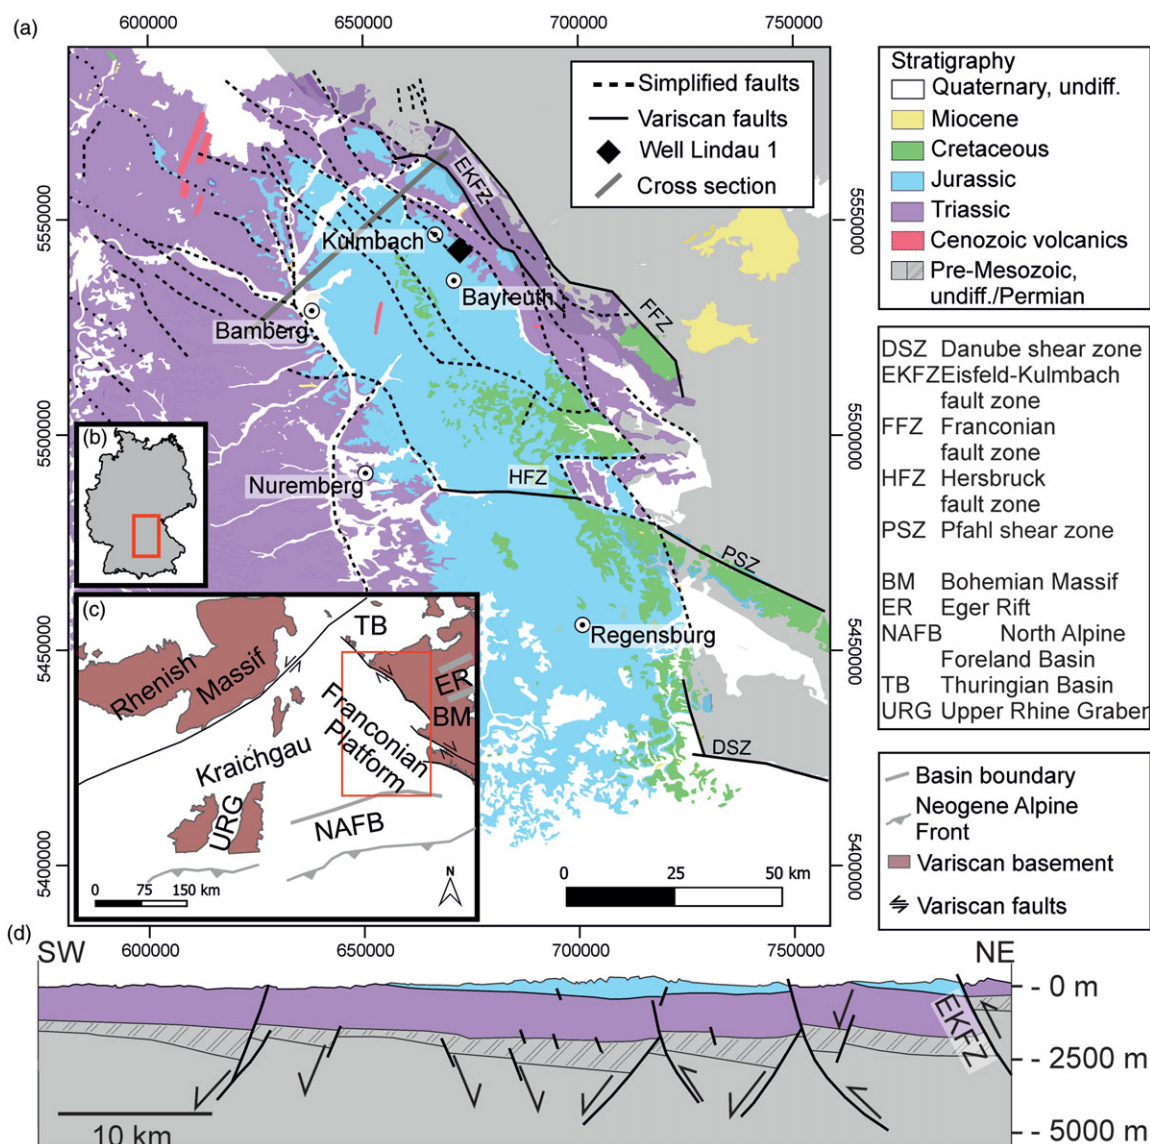 (a)
600000 650000 700000 750000
5550000
5500000
5450000
5400000
5550000
5500000
5450000
5400000
Simplified faults
Variscan faults
Well Lindau 1
Cross section
EKFZ
Kulmbach
Bayreuth
Bamberg
FFZ
Nuremberg
HFZ
PSZ
Regensburg
DSZ
0 25 50 km
600000 650000 700000 750000
Stratigraphy
Quaternary, undiff.
Miocene
Cretaceous
Jurassic
Triassic
Cenozoic volcanics
Pre-Mesozoic,
undiff./Permian
DSZ Danube shear zone
EKFZ Eisfeld-Kulmbach
fault zone
FFZ Franconian
fault zone
HFZ Hersbruck
fault zone
PSZ Pfahl shear zone
BM Bohemian Massif
ER Eger Rift
NAFB North Alpine
Foreland Basin
TB Thuringian Basin
URG Upper Rhine Graber
Basin boundary
Neogene Alpine
Front
Variscan basement
Variscan faults
(b)
(c)
TB
Rhenish
Massif
ER
BM
Franconian
Platform
Kraichgau
URG
NAFB
0 75 150 km
N
(d)
SW
NE
EKFZ
- 0 m
- 2500 m
- 5000 m
10 km